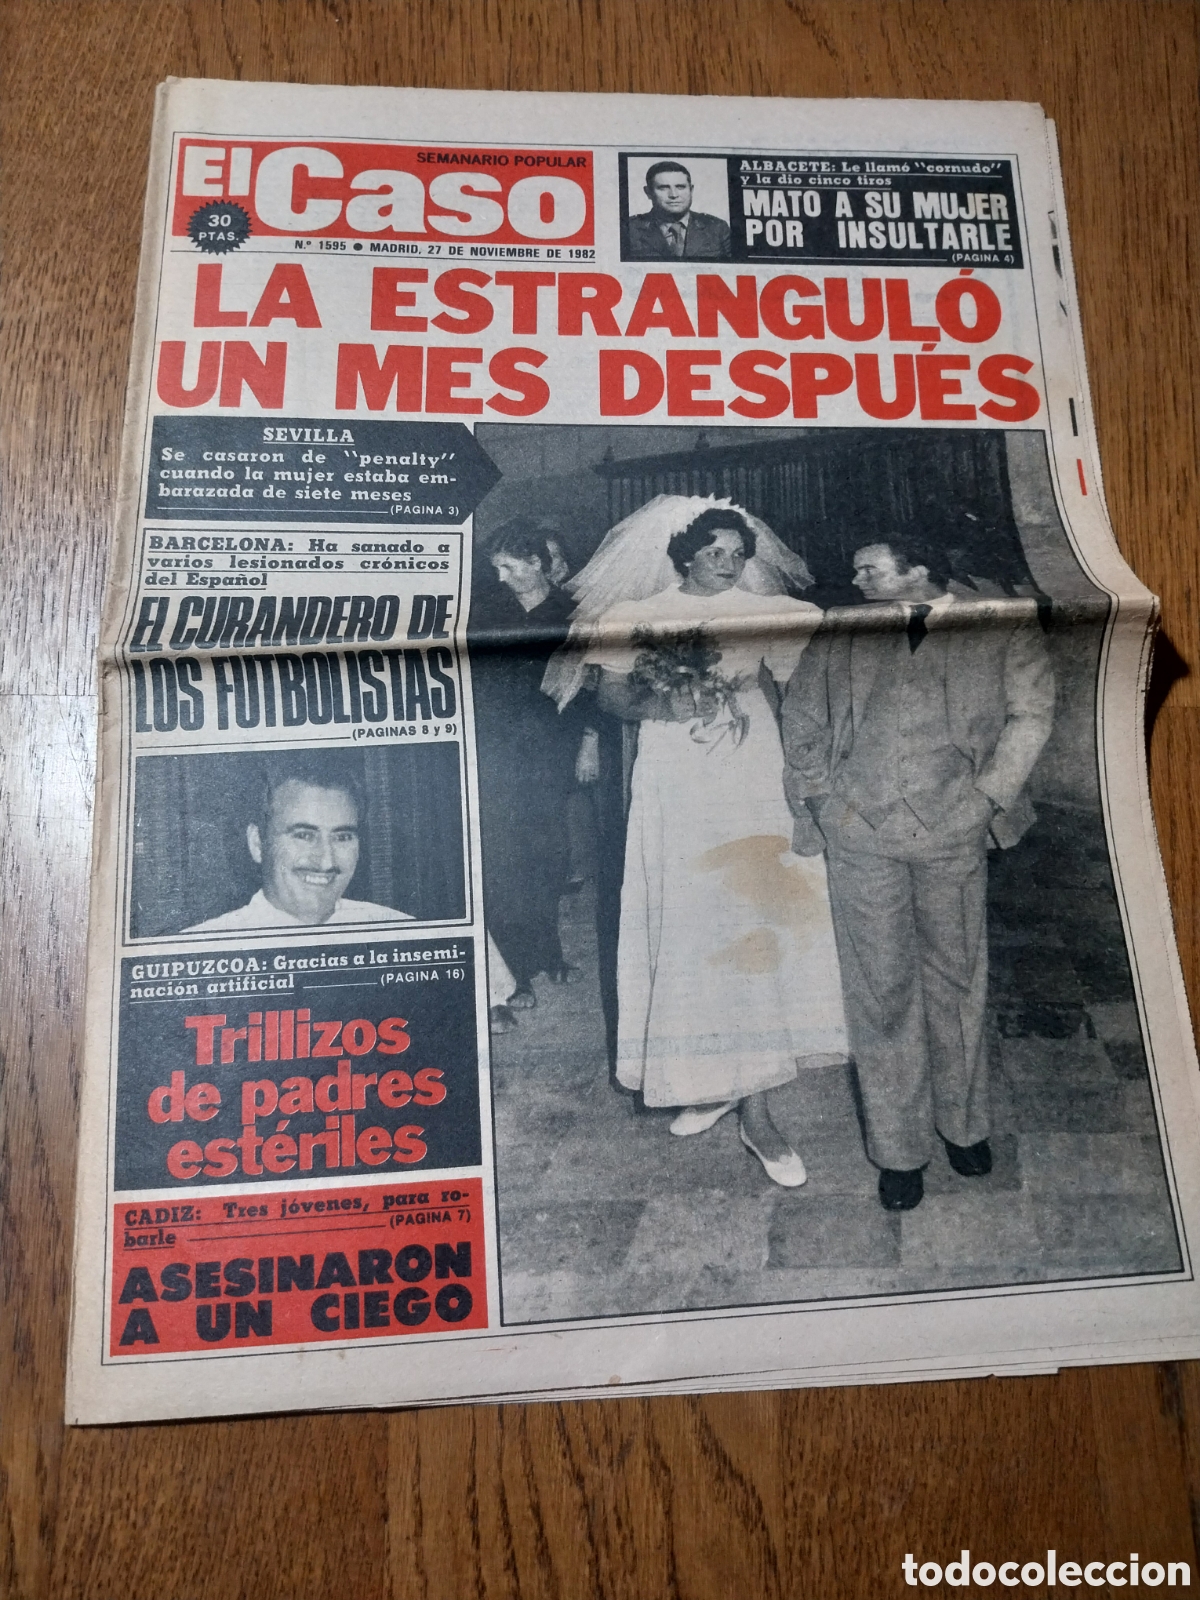 El Caso
SEMANARIO POPULAR
30
PTAS.
N.º 1595 ● MADRID, 27 DE NOVIEMBRE DE 1982
ALBACETE: Le llamó "cornudo"
y la dio cinco tiros
MATO A SU MUJER
POR INSULTARLE
(PAGINA 4)
LA ESTRANGULÓ
UN MES DESPUÉS
SEVILLA
Se casaron de "penalty"
cuando la mujer estaba em-
barazada de siete meses
(PAGINA 3)
BARCELONA: Ha sanado a
varios lesionados crónicos
del Español
EL CURANDERO DE
LOS FUTBOLISTAS
(PAGINAS 8 y 9)
GUIPUZCOA: Gracias a la insemi-
nación artificial
(PAGINA 16)
Trillizos
de padres
estériles
CADIZ: Tres jóvenes, para ro-
barle
(PAGINA 7)
ASESINARON
A UN CIEGO
todocoleccion